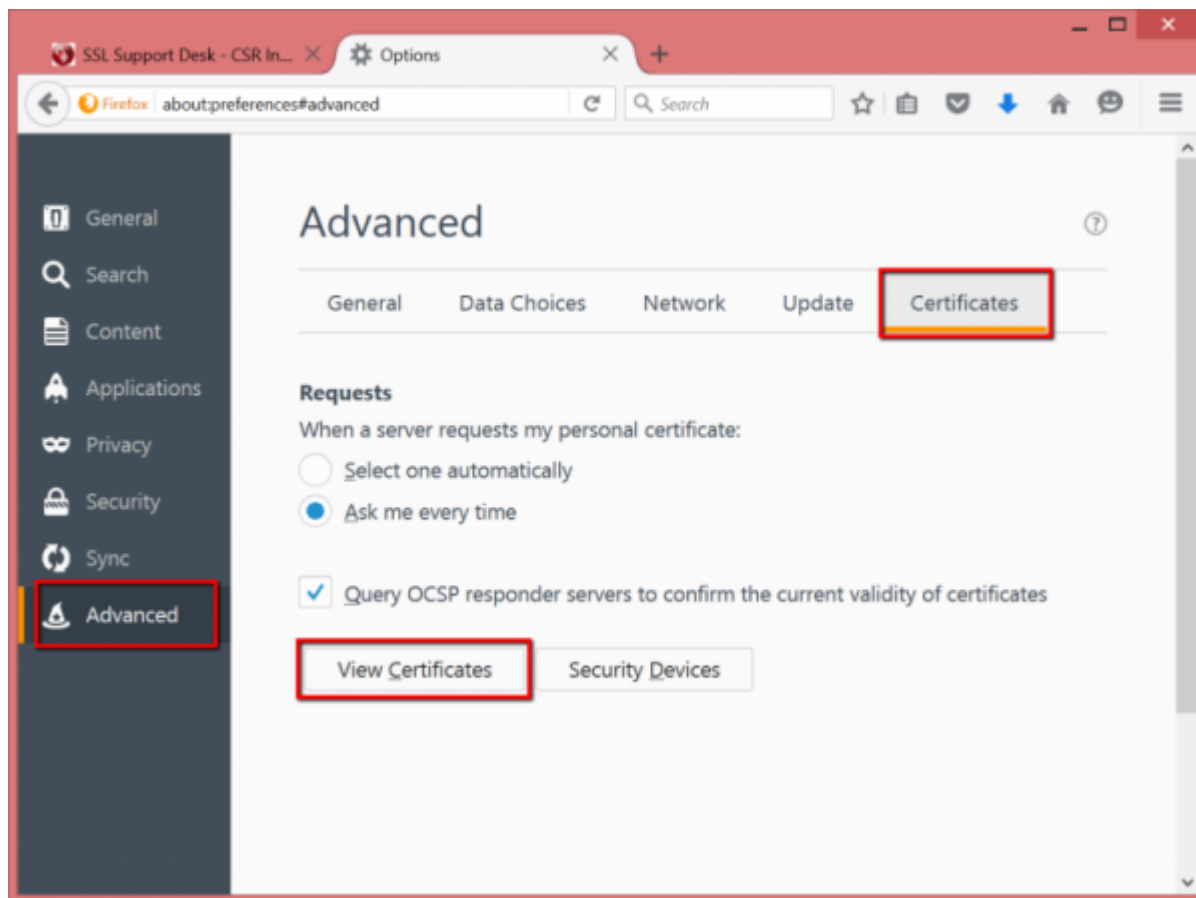 SSL Support Desk - CSR In...
Options
Firefox about:preferences#advanced
Search
General
Search
Content
Applications
Privacy
Security
Sync
Advanced
Advanced
General Data Choices Network Update Certificates
Requests
When a server requests my personal certificate:
Select one automatically
Ask me every time
Query OCSP responder servers to confirm the current validity of certificates
View Certificates Security Devices